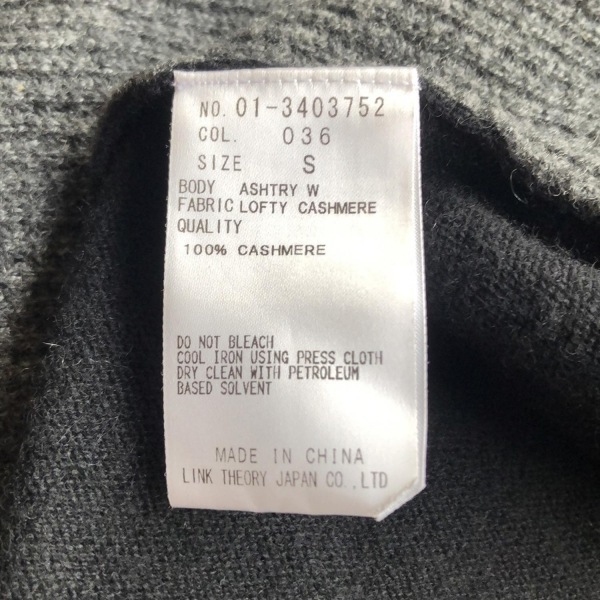 NO. 01-3403752
COL. 036
SIZE S
BODY ASHTRY W
FABRIC LOFTY CASHMERE
QUALITY
100% CASHMERE
DO NOT BLEACH
COOL IRON USING PRESS CLOTH
DRY CLEAN WITH PETROLEUM
BASED SOLVENT
MADE IN CHINA
LINK THEORY JAPAN CO.,LTD